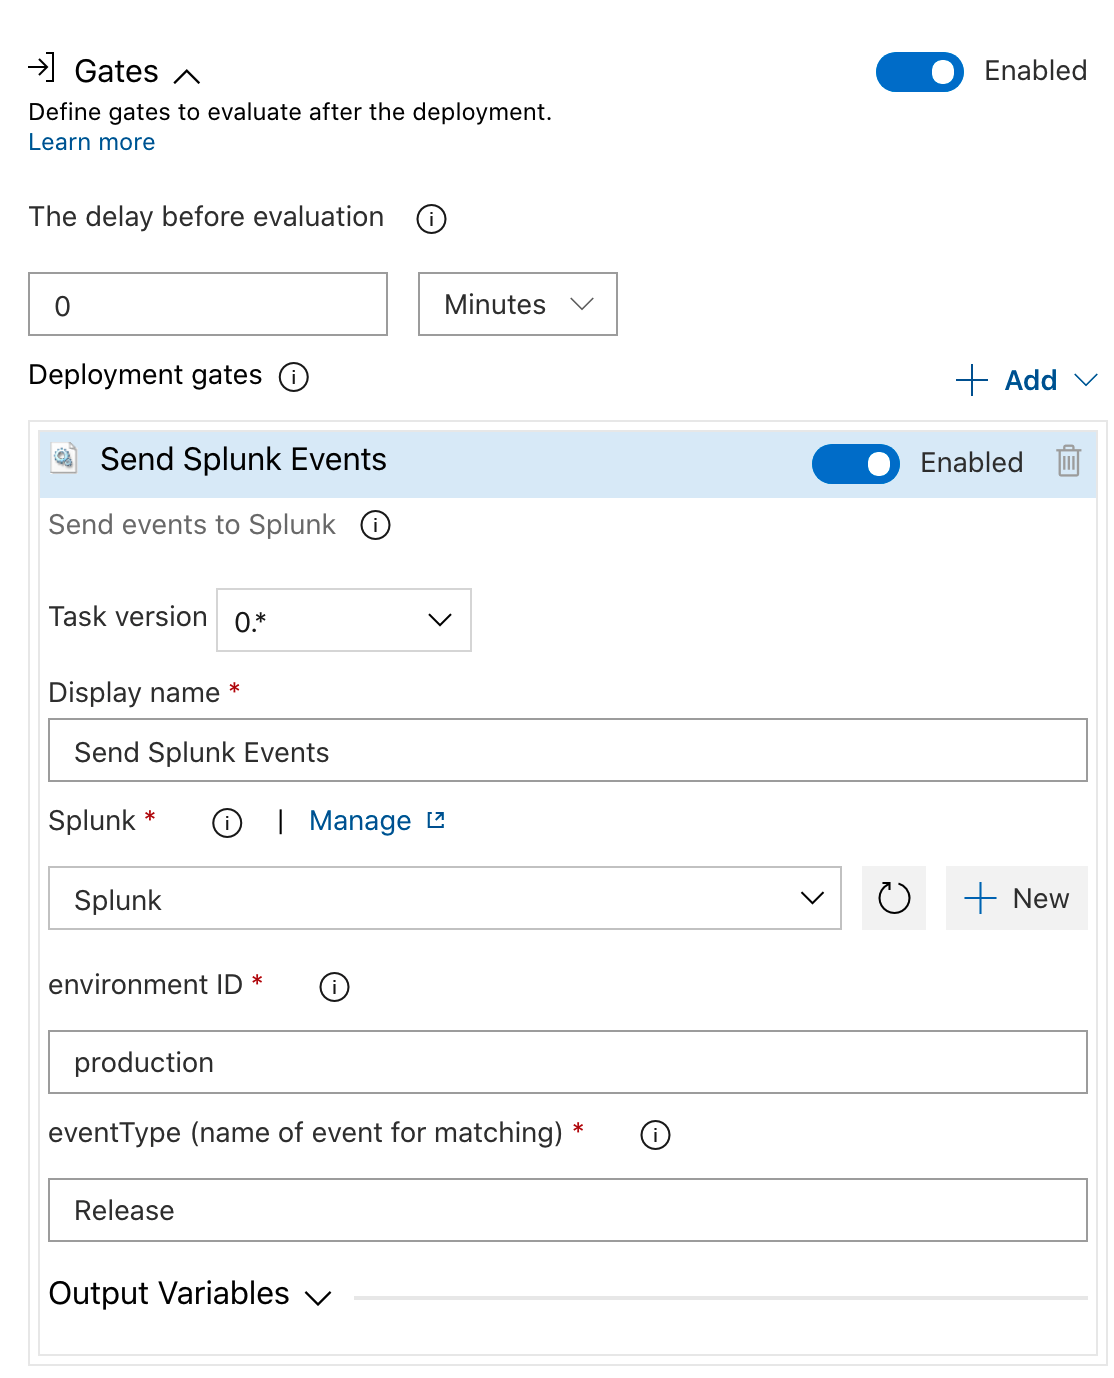 Gates
Enabled
Define gates to evaluate after the deployment.
Learn more
The delay before evaluation
0
Minutes
Deployment gates
Add
Send Splunk Events
Enabled
Send events to Splunk
Task version
0.*
Display name *
Send Splunk Events
Splunk * | Manage
Splunk
New
environment ID *
production
eventType (name of event for matching) *
Release
Output Variables